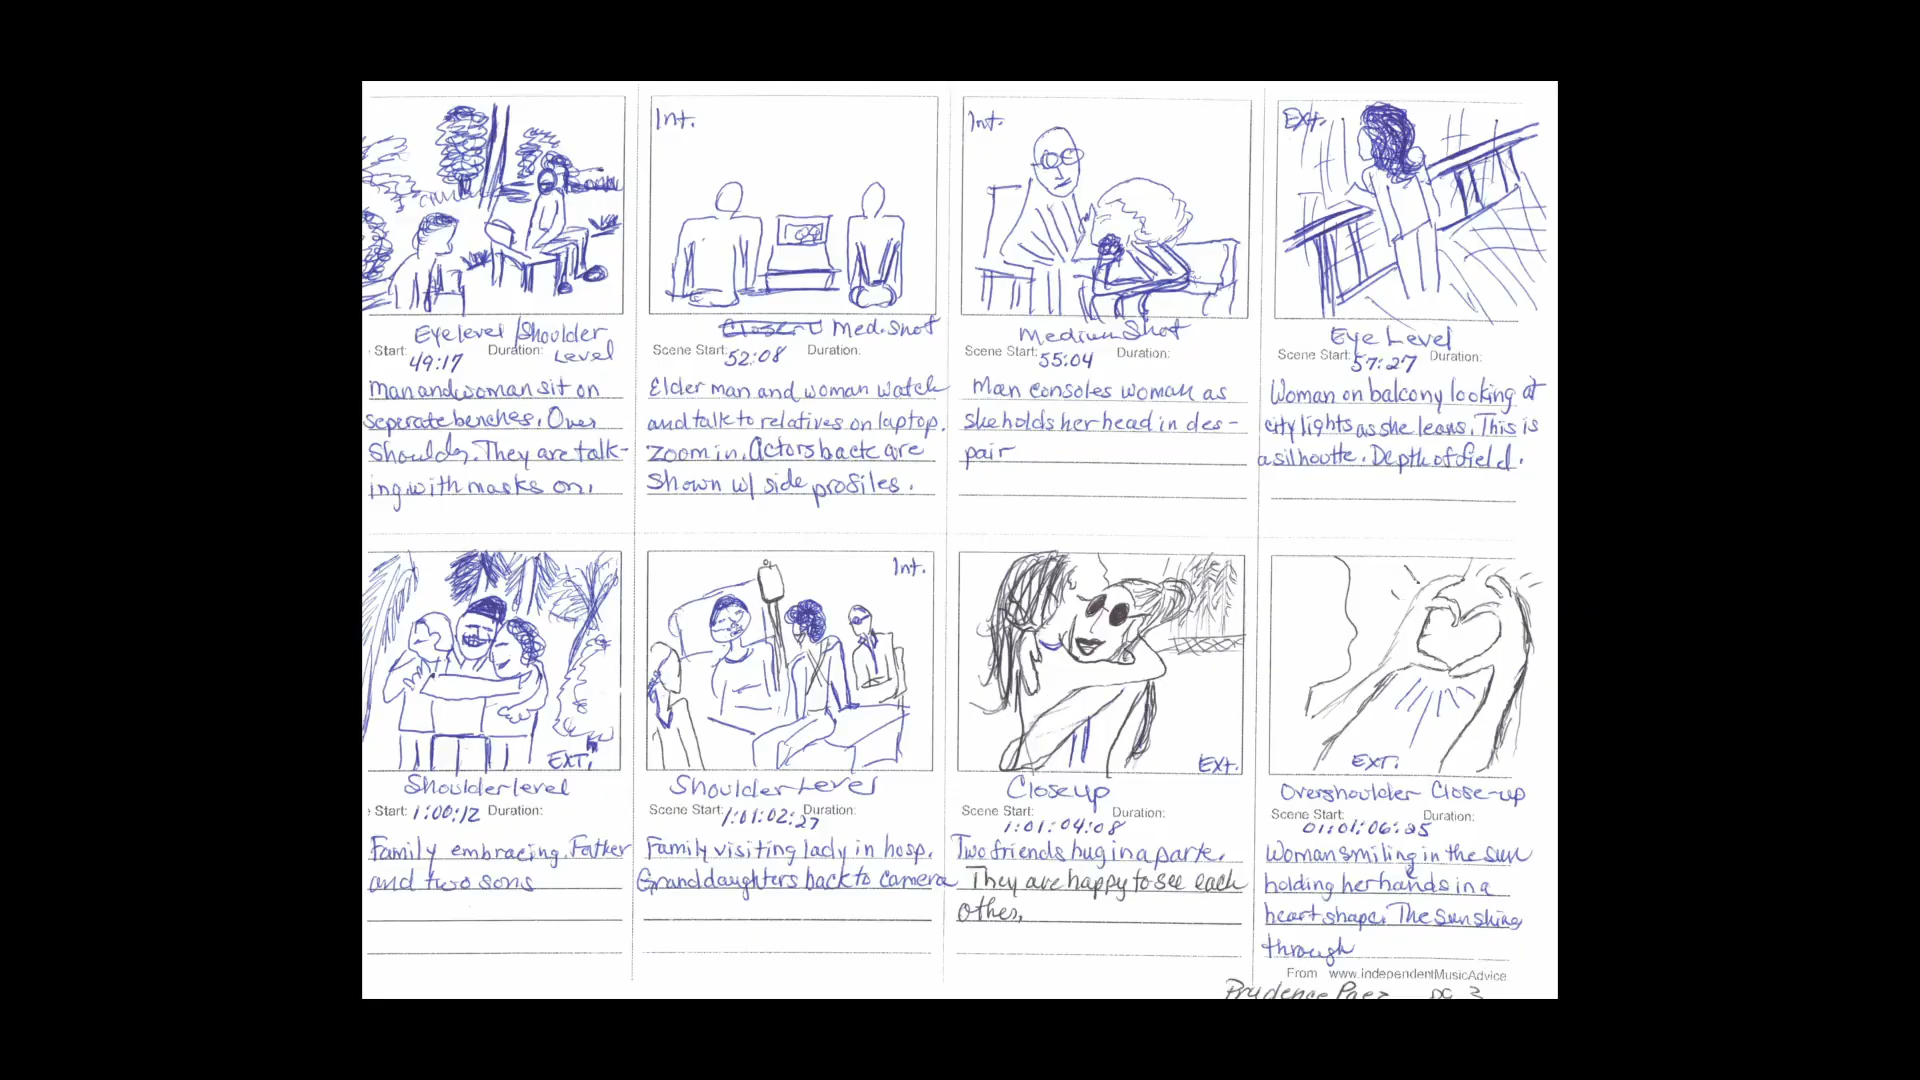 Int.
Int.
Ext.
Eyelevel/Shoulder
Level
Start: 49:17 Duration:
Man and woman sit on
seperate benches. Over
Shoulder. They are talk-
ing with masks on.
Med. Shot
Scene Start: 52:08 Duration:
Elder man and woman watch
and talk to relatives on laptop.
Zoom in. Actors back are
Shown w/ side profiles.
Medium Shot
Scene Start: 55:04 Duration:
Man consoles woman as
she holds her head in des-
pair
Eye Level
Scene Start: 57:27 Duration:
Woman on balcony looking at
city lights as she leans. This is
a silhoutte. Depth of field.
EXT.
Int.
Ext.
EXT.
Shoulder level
Start: 1:00:12 Duration:
Family embracing. Father
and two sons
Shoulder Level
Scene Start: 1:01:02:27 Duration:
Family visiting lady in hosp.
Granddaughters back to camera
Close up
Scene Start: 1:01:04:08 Duration:
Two friends hug in a park.
They are happy to see each
other.
Overshoulder Close-up
Scene Start: Duration:
Woman smiling in the sun
holding her hands in a
heart shape. The sun shing
through
From www.independentMusicAdvice
Prudence Paez pg 3